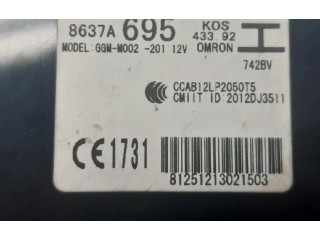 8637A 695 KOS
433.92
MODEL: GGM-M002 -201 12V OMRON
742BV
CCAB12LP2050T5
CMIIT ID:2012DJ3511
CE1731
81251213021503